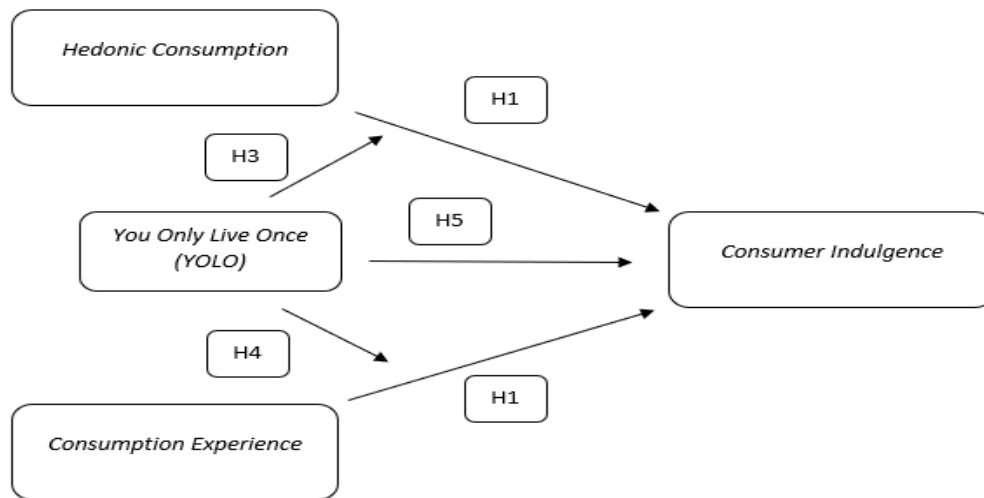 Hedonic Consumption
H1
H3
You Only Live Once
(YOLO)
H5
Consumer Indulgence
H4
H1
Consumption Experience